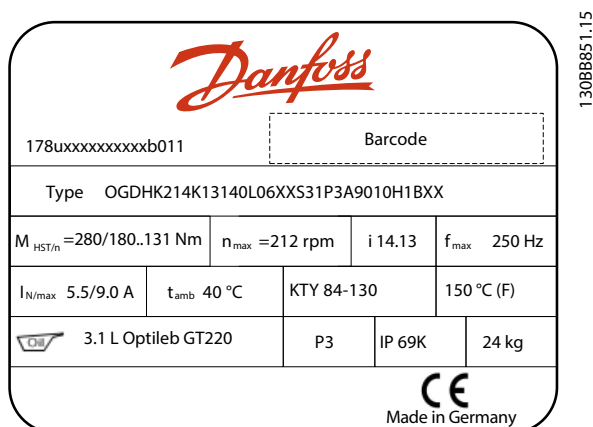 Danfoss
178uxxxxxxxxxxb011
Barcode
Type OGDHK214K13140L06XXS31P3A9010H1BXX
M HST/n =280/180..131 Nm n max =212 rpm i 14.13 f max 250 Hz
I N/max 5.5/9.0 A t amb 40 °C KTY 84-130 150 °C (F)
Oil 3.1 L Optileb GT220 P3 IP 69K 24 kg
CE
Made in Germany
130BB851.15